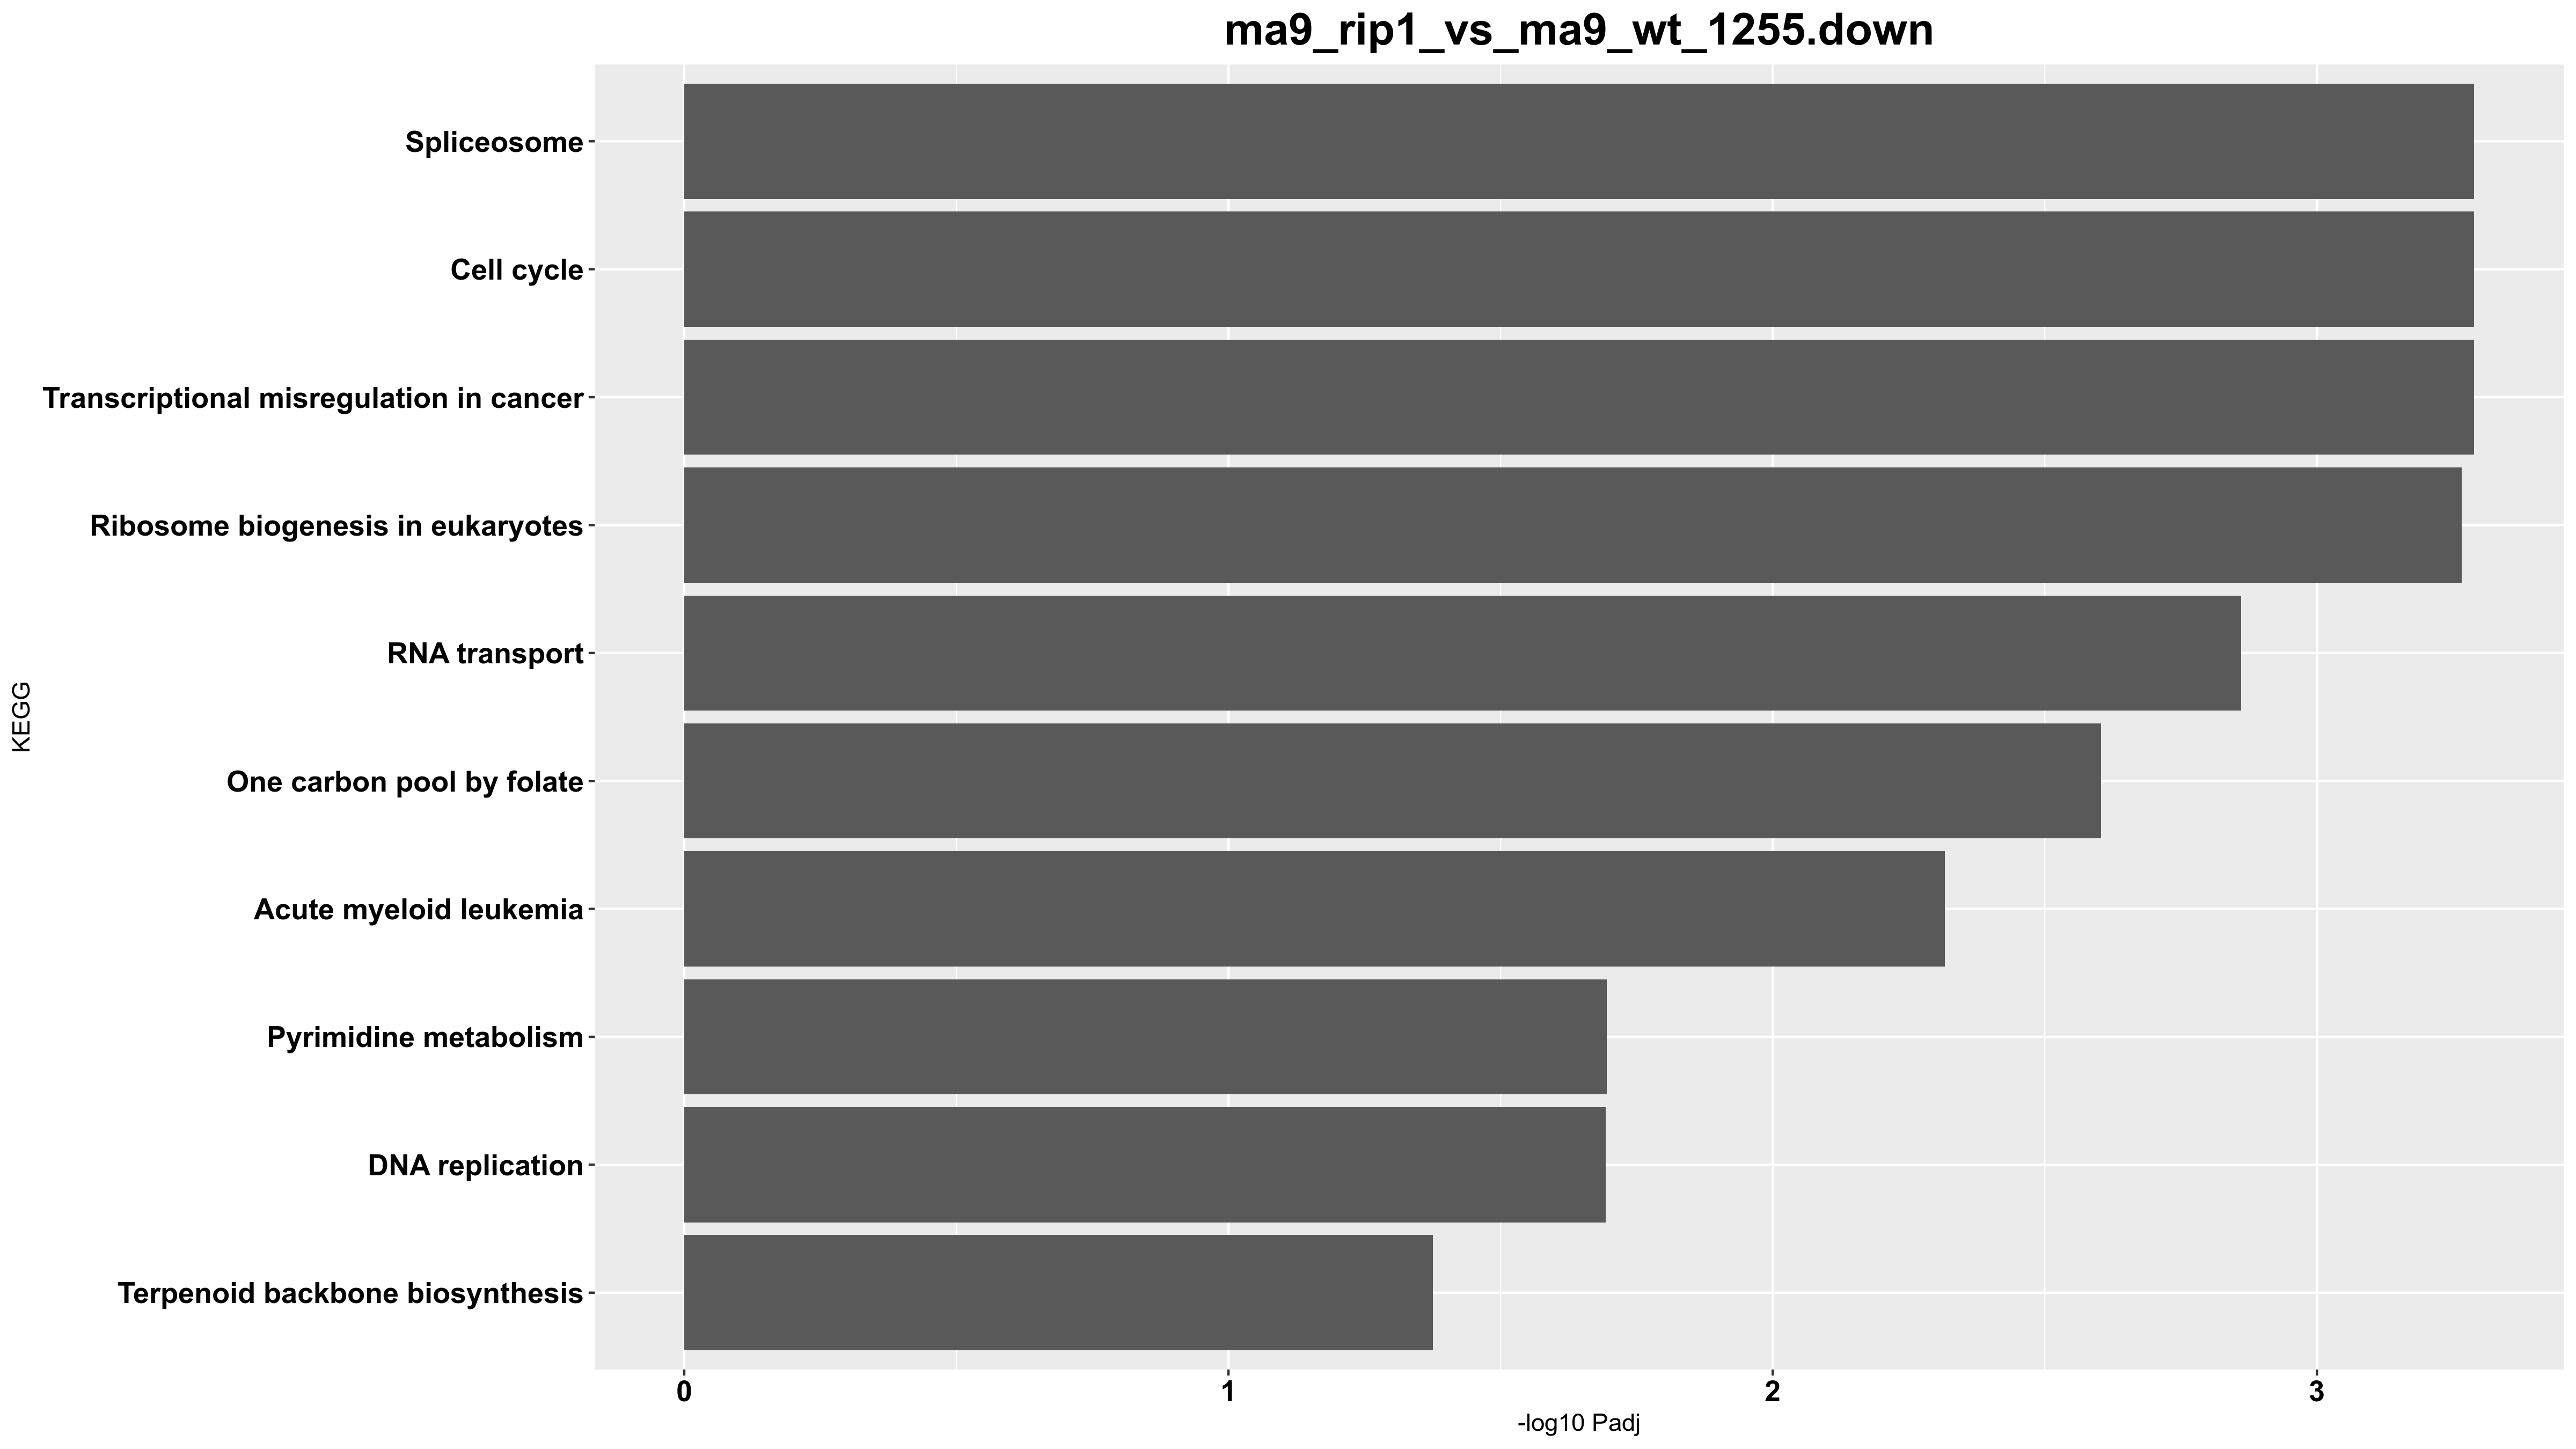 ma9_rip1_vs_ma9_wt_1255.down
Spliceosome
Cell cycle
Transcriptional misregulation in cancer
Ribosome biogenesis in eukaryotes
RNA transport
One carbon pool by folate
Acute myeloid leukemia
Pyrimidine metabolism
DNA replication
Terpenoid backbone biosynthesis
KEGG
0 1 2 3
-log10 Padj